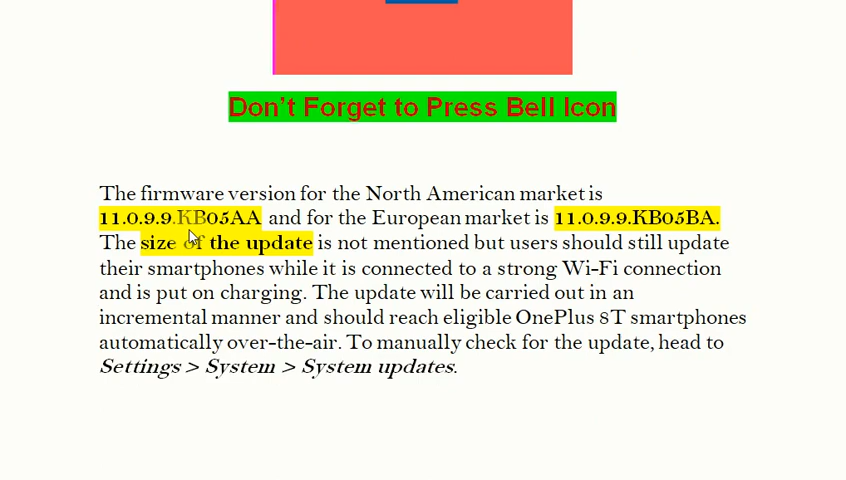 Don't Forget to Press Bell Icon
The firmware version for the North American market is
11.0.9.9.KB05AA and for the European market is 11.0.9.9.KB05BA.
The size of the update is not mentioned but users should still update
their smartphones while it is connected to a strong Wi-Fi connection
and is put on charging. The update will be carried out in an
incremental manner and should reach eligible OnePlus 8T smartphones
automatically over-the-air. To manually check for the update, head to
Settings > System > System updates.